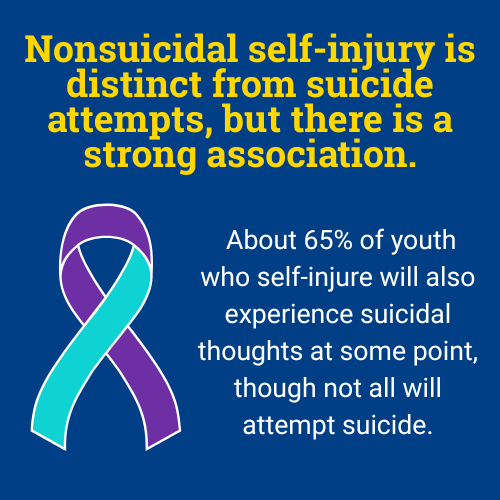 Nonsuicidal self-injury is
distinct from suicide
attempts, but there is a
strong association.
About 65% of youth
who self-injure will also
experience suicidal
thoughts at some point,
though not all will
attempt suicide.